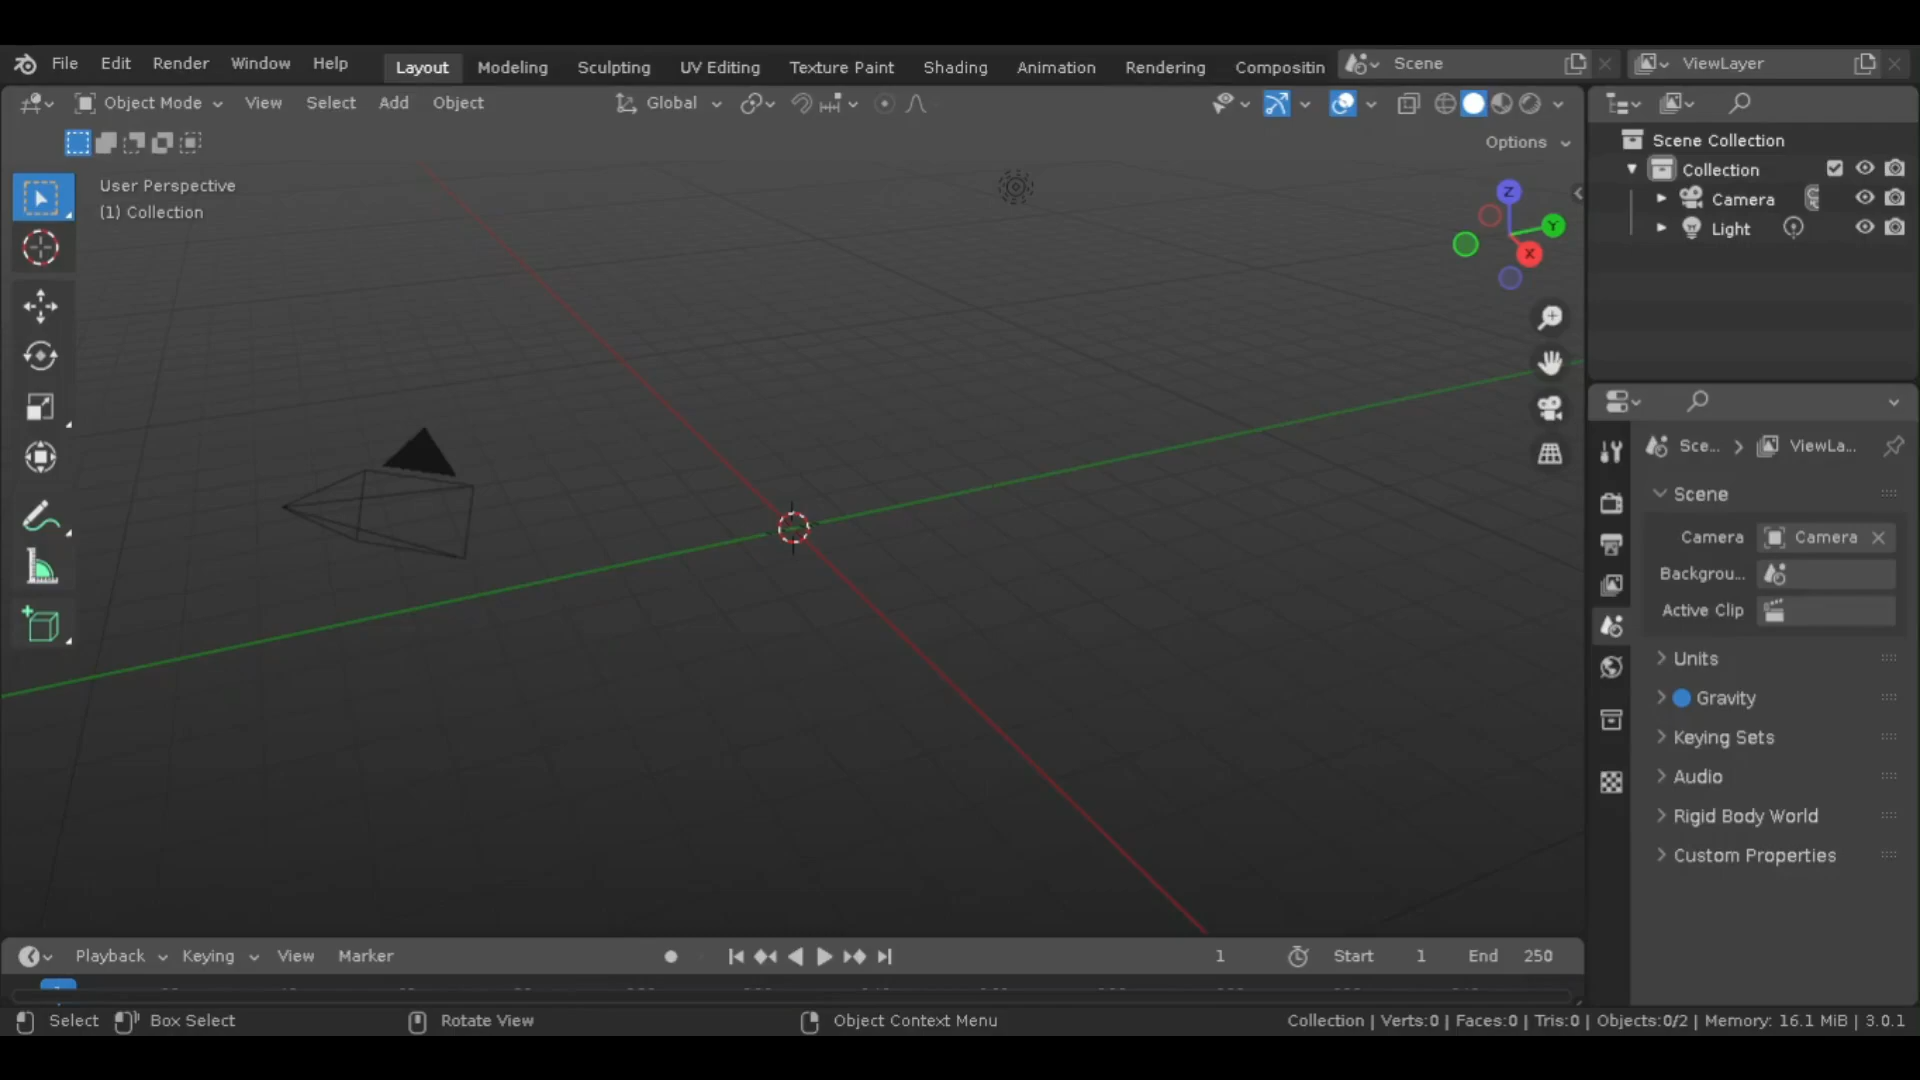 File Edit Render Window Help Layout Modeling Sculpting UV Editing Texture Paint Shading Animation Rendering Compositin Scene ViewLayer
Object Mode View Select Add Object Global
Options
User Perspective
(1) Collection
Z
Y
X
Scene Collection
Collection
Camera
Light
Sce... ViewLa...
Scene
Camera Camera
Backgrou...
Active Clip
Units
Gravity
Keying Sets
Audio
Rigid Body World
Custom Properties
Playback Keying View Marker 1 Start 1 End 250
Select Box Select Rotate View Object Context Menu Collection | Verts:0 | Faces:0 | Tris:0 | Objects:0/2 | Memory: 16.1 MiB | 3.0.1